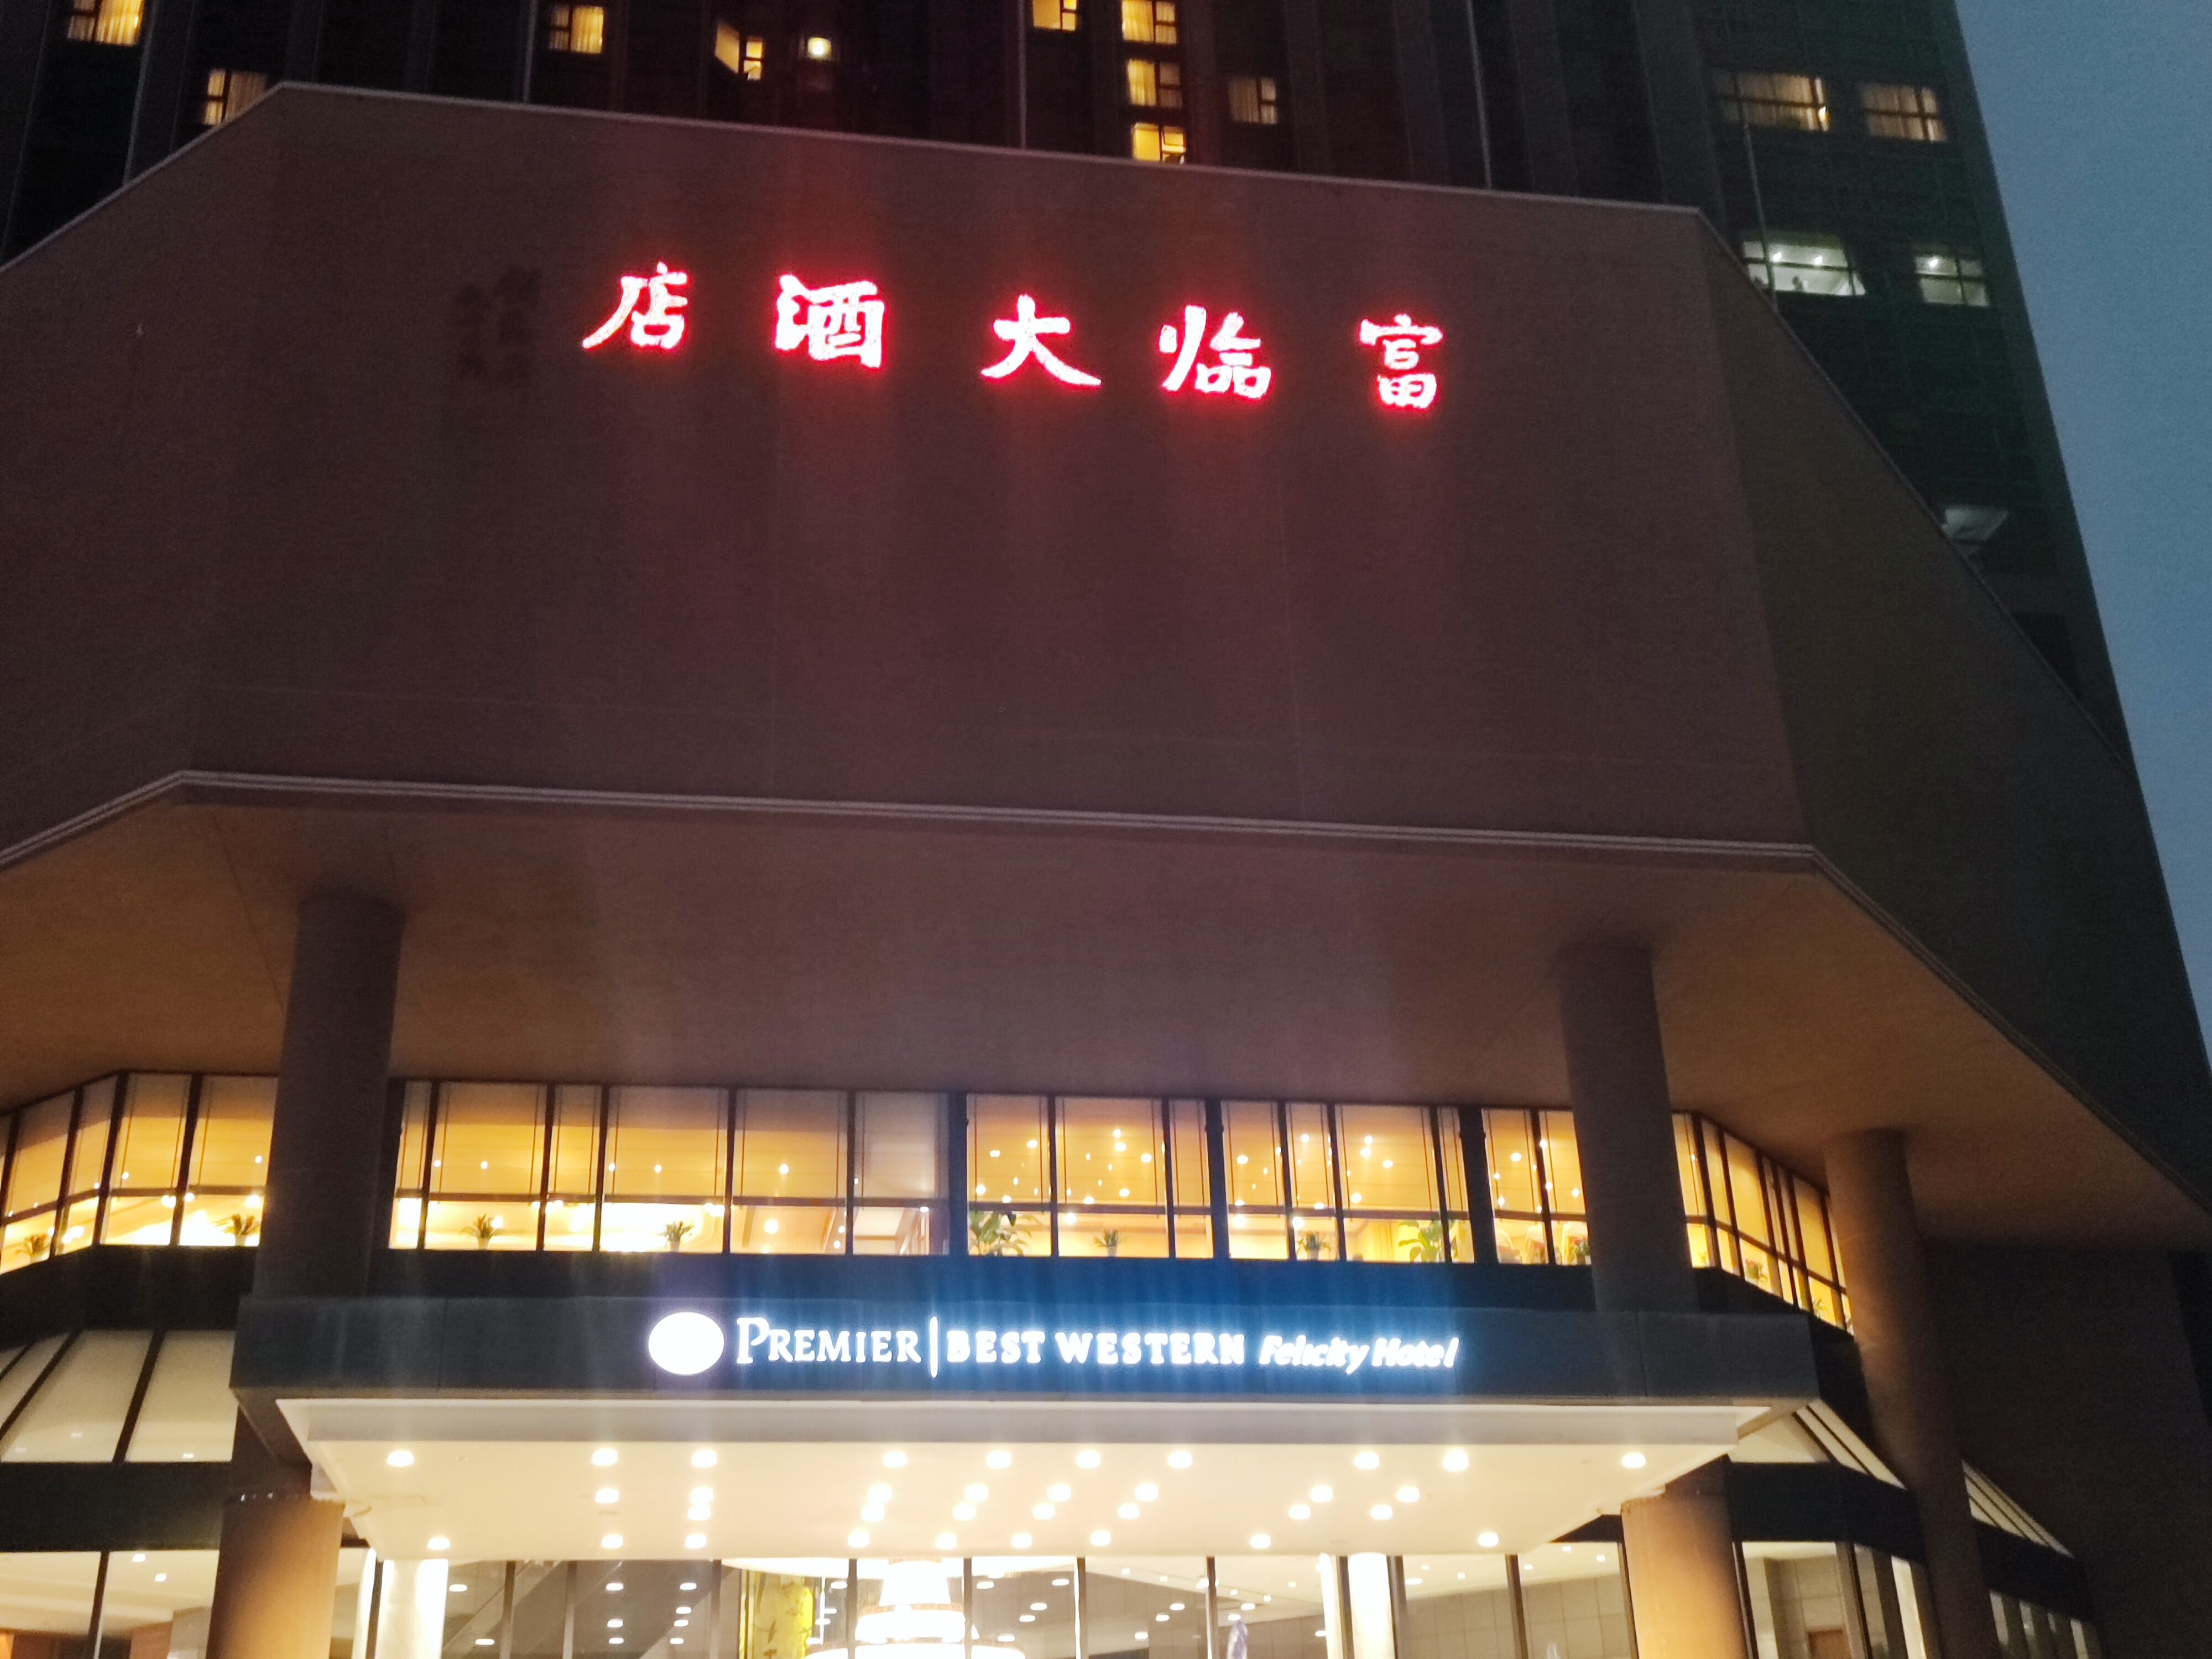 富临大酒店
PREMIER | BEST WESTERN Felicity Hotel